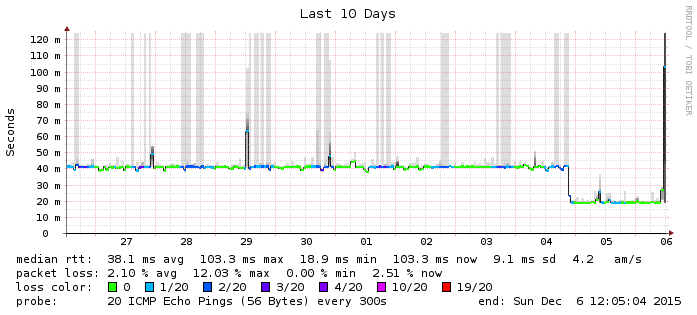 Last 10 Days
RRDTOOL / TOBI OETIKER
Seconds
120 m
110 m
100 m
90 m
80 m
70 m
60 m
50 m
40 m
30 m
20 m
10 m
0
27 28 29 30 01 02 03 04 05 06
median rtt: 38.1 ms avg 103.3 ms max 18.9 ms min 103.3 ms now 9.1 ms sd 4.2 am/s
packet loss: 2.10 % avg 12.03 % max 0.00 % min 2.51 % now
loss color: 0 1/20 2/20 3/20 4/20 10/20 19/20
probe: 20 ICMP Echo Pings (56 Bytes) every 300s end: Sun Dec 6 12:05:04 2015